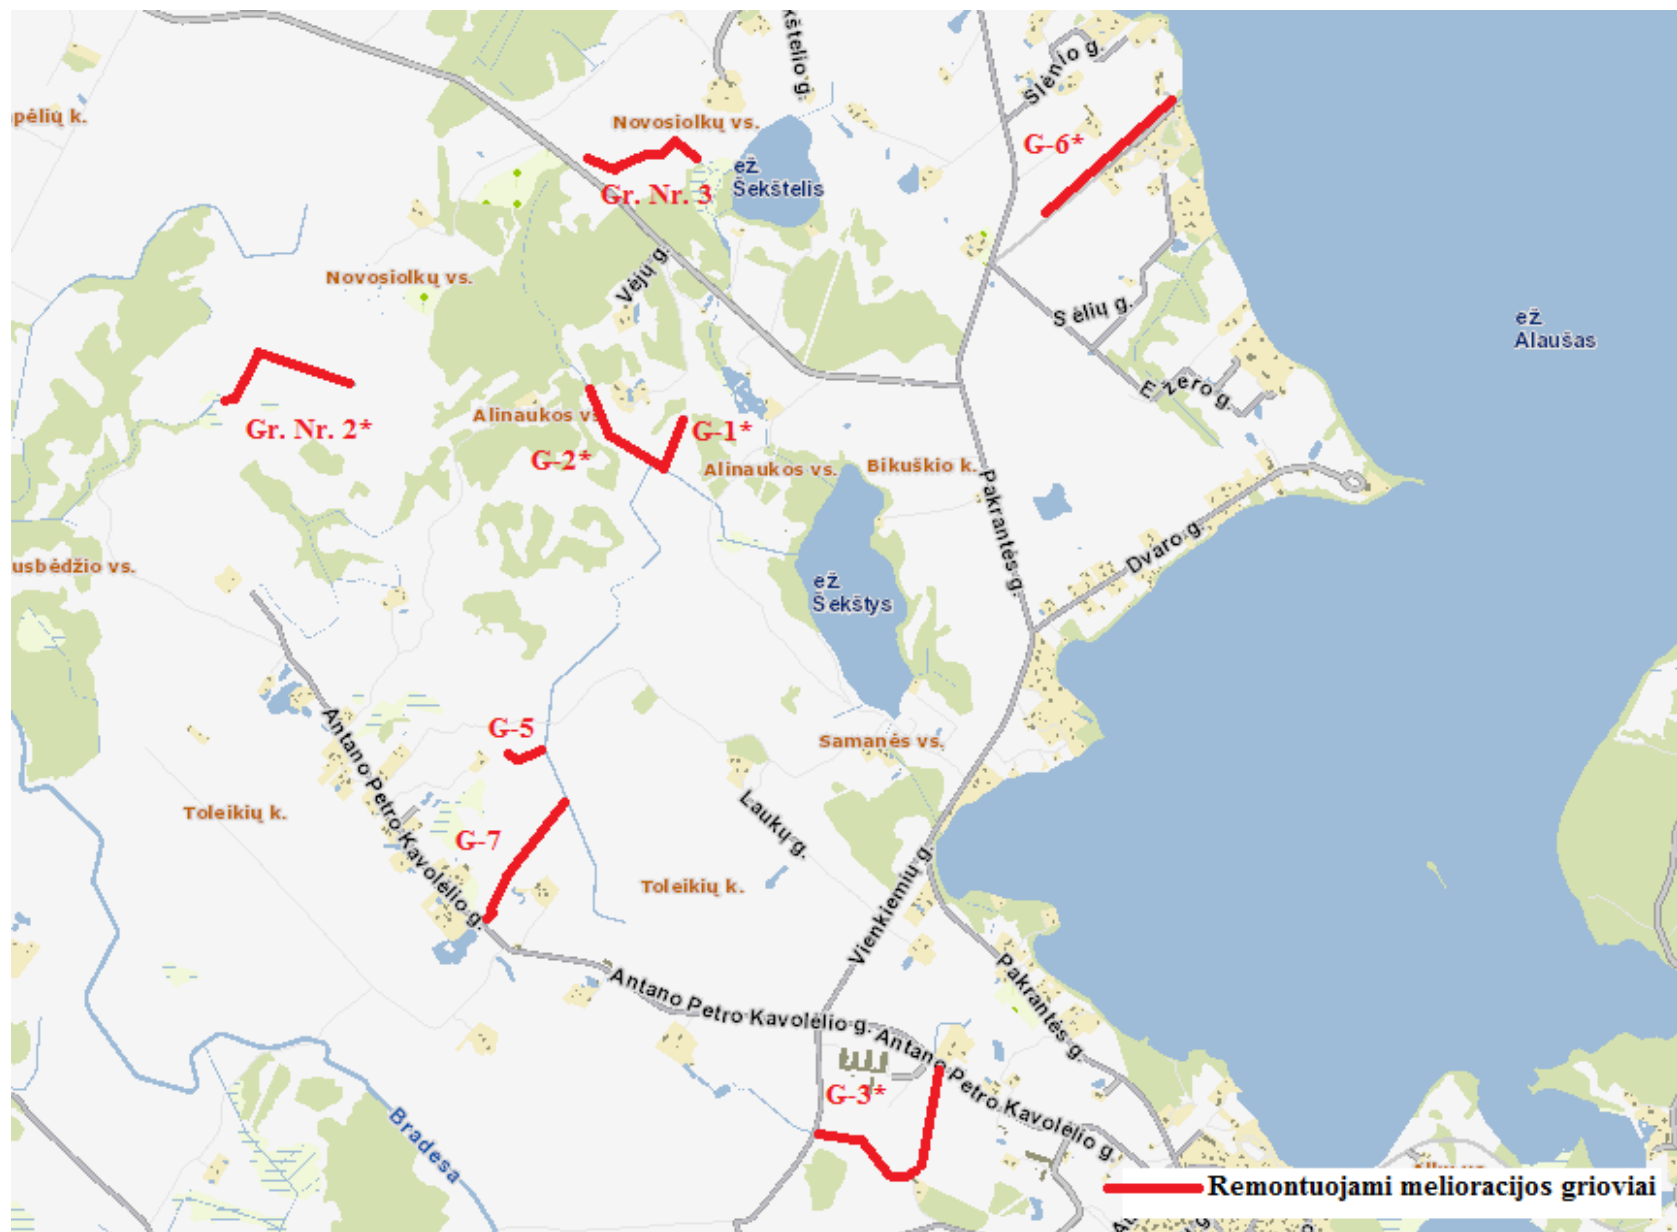 Slėnio g.
pėlių k.
Novosiolkų vs.
G-6*
ež.
Šekštelis
Gr. Nr. 3
Novosiolkų vs.
Vėjų g.
Sėlių g.
ež.
Alaušas
Ežero g.
Gr. Nr. 2*
Alinaukos vs.
G-1*
G-2*
Alinaukos vs.
Bikuškio k.
Pakrantės g.
Dvaro g.
usbėdžio vs.
ež.
Šekštys
G-5
Samanės vs.
Antano Petro Kavolėlio g.
Toleikių k.
Laukų g.
G-7
Toleikių k.
Vienkiemių g.
Pakrantės g.
Antano Petro Kavolėlio g.
Antano Petro Kavolėlio g.
G-3*
Bradesa
Remontuojami melioracijos grioviai